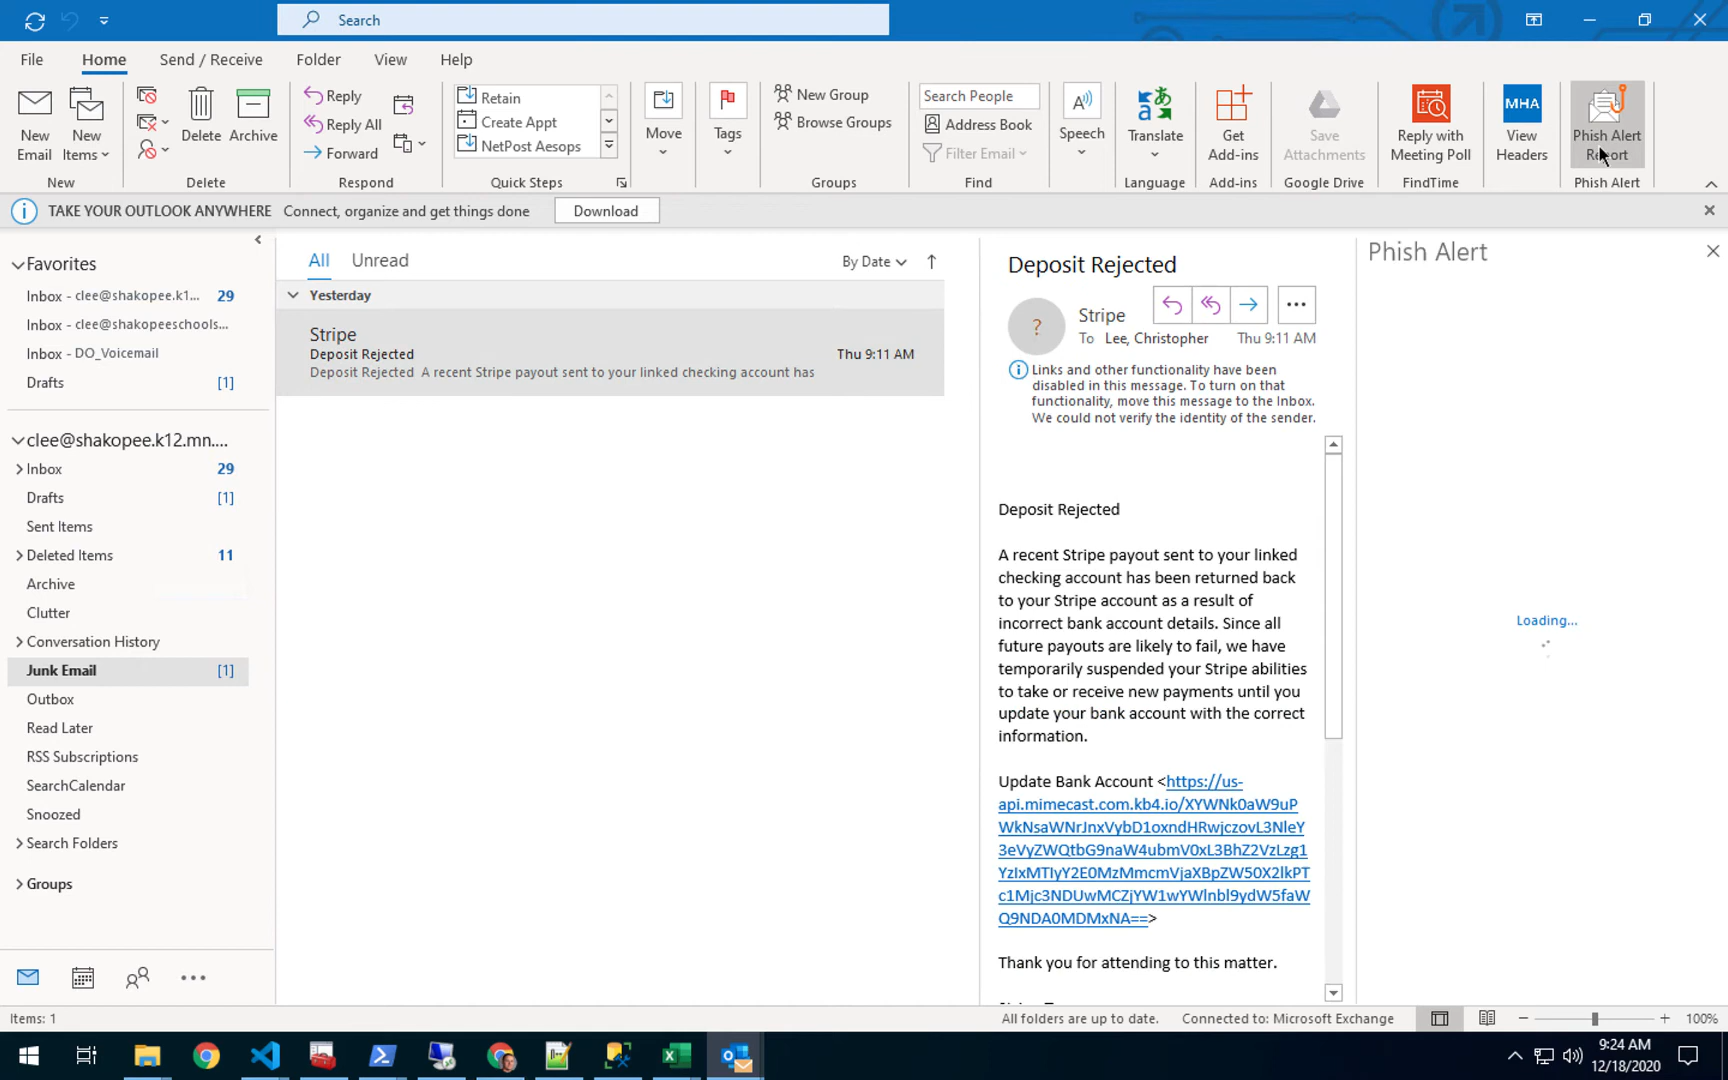 Search
File
Home
Send / Receive
Folder
View
Help
New
Email
New
Items
New
Delete
Archive
Delete
Reply
Reply All
Forward
Respond
Retain
Create Appt
NetPost Aesops
Quick Steps
Move
Tags
New Group
Browse Groups
Groups
Search People
Address Book
Filter Email
Find
Speech
Translate
Language
Get
Add-ins
Add-ins
Save
Attachments
Google Drive
Reply with
Meeting Poll
FindTime
MHA
View
Headers
Phish Alert
Report
Phish Alert
TAKE YOUR OUTLOOK ANYWHERE Connect, organize and get things done Download
Favorites
Inbox - clee@shakopee.k1... 29
Inbox - clee@shakopeeschools...
Inbox - DO_Voicemail
Drafts [1]
clee@shakopee.k12.mn....
Inbox 29
Drafts [1]
Sent Items
Deleted Items 11
Archive
Clutter
Conversation History
Junk Email [1]
Outbox
Read Later
RSS Subscriptions
SearchCalendar
Snoozed
Search Folders
Groups
All Unread By Date
Yesterday
Stripe
Deposit Rejected Thu 9:11 AM
Deposit Rejected A recent Stripe payout sent to your linked checking account has
Deposit Rejected
?
Stripe
To Lee, Christopher Thu 9:11 AM
Links and other functionality have been
disabled in this message. To turn on that
functionality, move this message to the Inbox.
We could not verify the identity of the sender.
Deposit Rejected
A recent Stripe payout sent to your linked
checking account has been returned back
to your Stripe account as a result of
incorrect bank account details. Since all
future payouts are likely to fail, we have
temporarily suspended your Stripe abilities
to take or receive new payments until you
update your bank account with the correct
information.
Update Bank Account <https://us-
api.mimecast.com.kb4.io/XYWNk0aW9uP
WkNsaWNrJnxVybD1oxndHRwjczovL3NleY
3eVyZWQtbG9naW4ubmV0xL3BhZ2VzLzg1
YzIxMTIyY2E0MzMmcmVjaXBpZW50X2lkPT
c1Mjc3NDUwMCZjYW1wYWlnbl9ydW5faW
Q9NDA0MDMxNA==>
Thank you for attending to this matter.
Phish Alert
Loading...
Items: 1
All folders are up to date. Connected to: Microsoft Exchange 100%
9:24 AM
12/18/2020